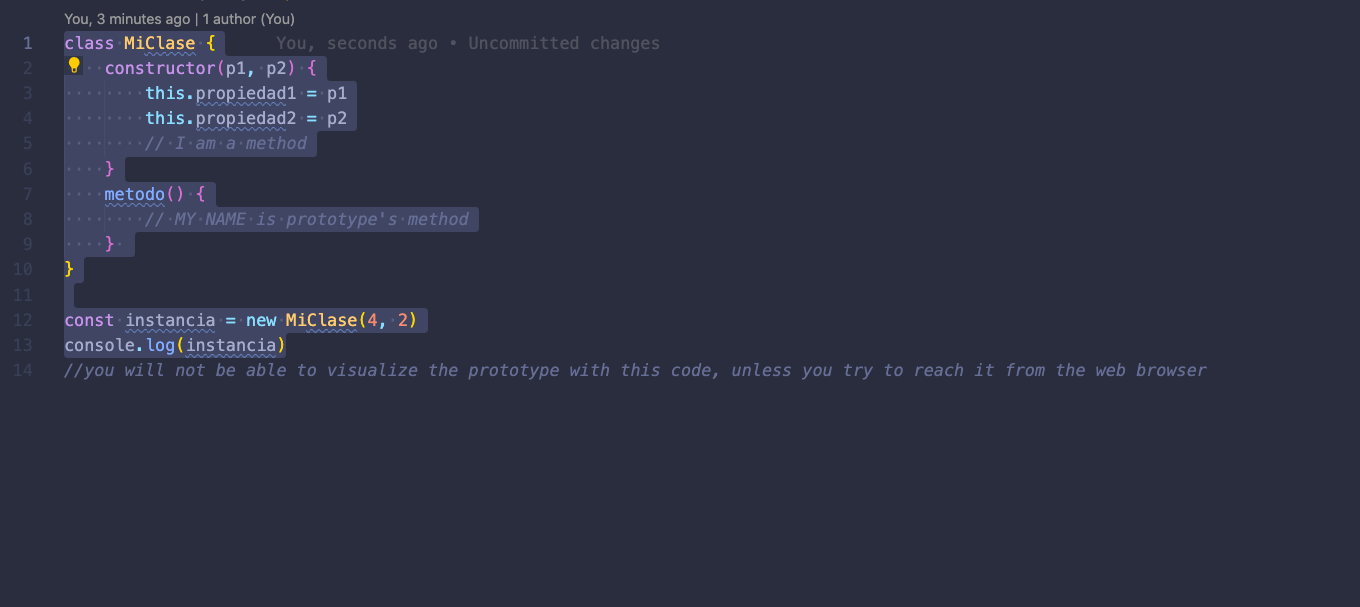 You, 3 minutes ago | 1 author (You)
1 class MiClase {     You, seconds ago • Uncommitted changes
2     constructor(p1, p2) {
3         this.propiedad1 = p1
4         this.propiedad2 = p2
5         // I am a method
6     }
7     metodo() {
8         // MY NAME is prototype's method
9     }
10 }
11
12 const instancia = new MiClase(4, 2)
13 console.log(instancia)
14 //you will not be able to visualize the prototype with this code, unless you try to reach it from the web browser